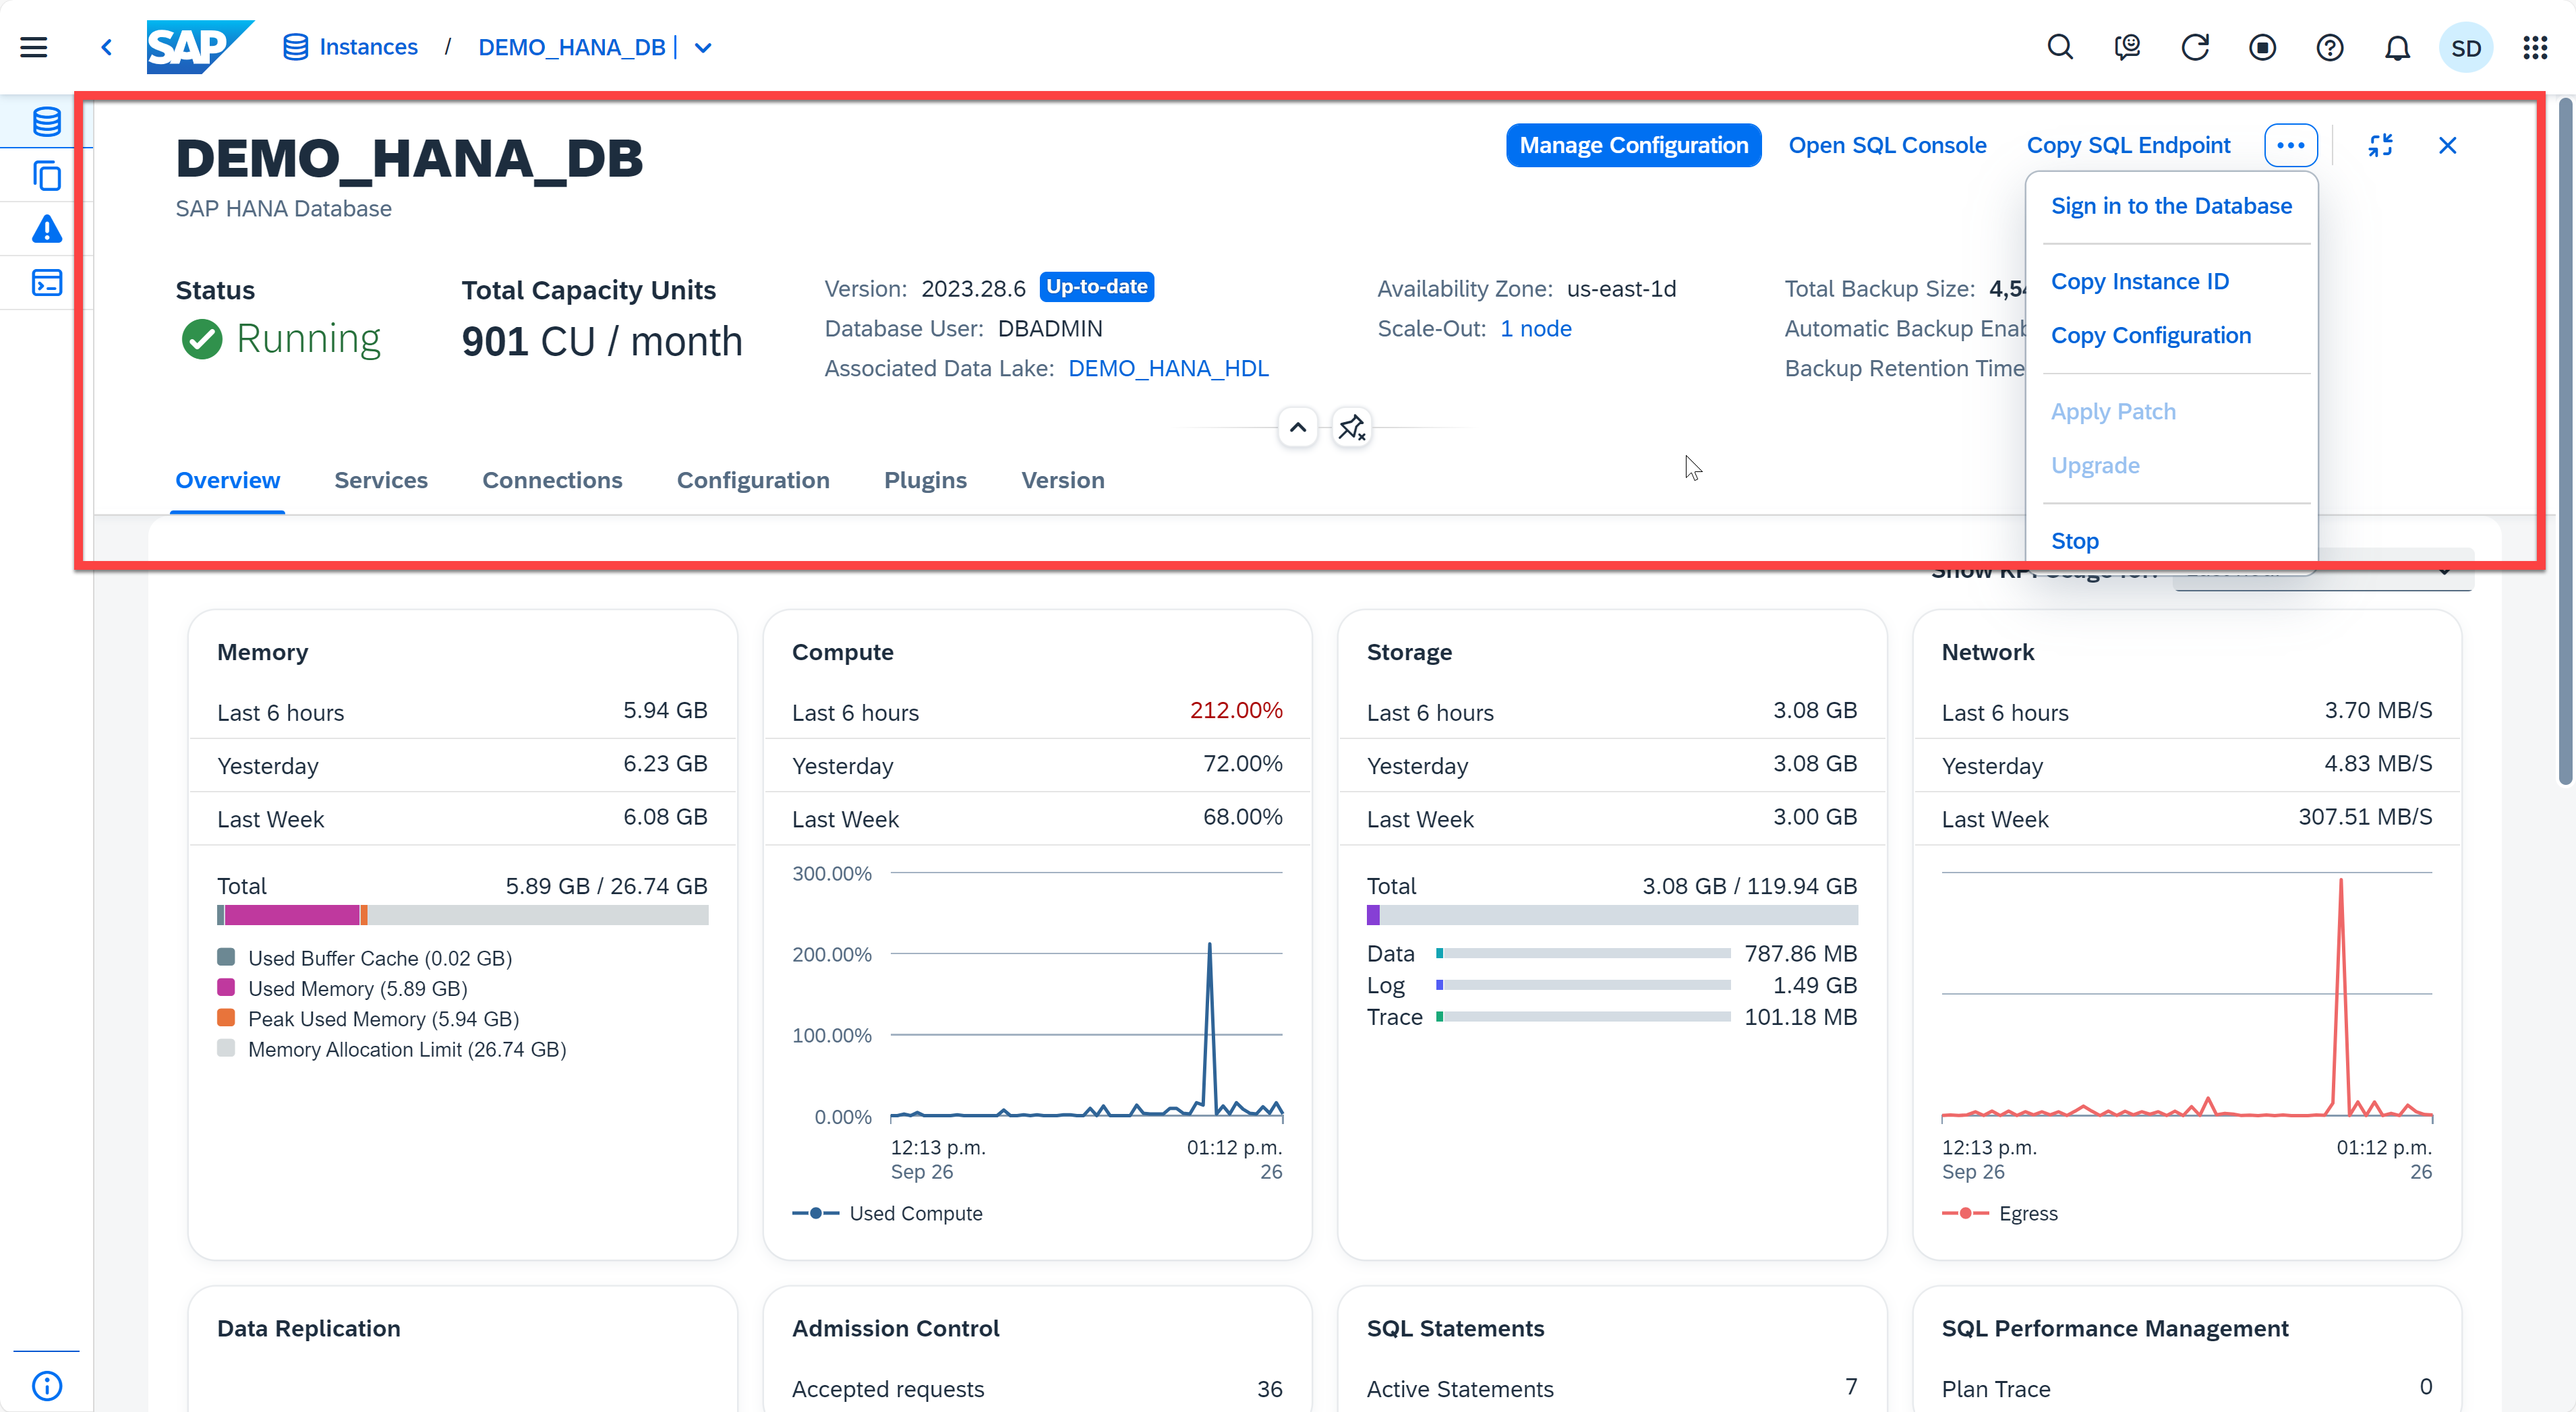 SAP Instances / DEMO_HANA_DB
SD
DEMO_HANA_DB
SAP HANA Database
Manage Configuration Open SQL Console Copy SQL Endpoint
Sign in to the Database
Copy Instance ID
Copy Configuration
Apply Patch
Upgrade
Stop
Status
Running
Total Capacity Units
901 CU / month
Version: 2023.28.6 Up-to-date
Database User: DBADMIN
Associated Data Lake: DEMO_HANA_HDL
Availability Zone: us-east-1d
Scale-Out: 1 node
Total Backup Size:
Automatic Backup
Backup Retention Time
Overview Services Connections Configuration Plugins Version
Memory
Last 6 hours 5.94 GB
Yesterday 6.23 GB
Last Week 6.08 GB
Total 5.89 GB / 26.74 GB
Used Buffer Cache (0.02 GB)
Used Memory (5.89 GB)
Peak Used Memory (5.94 GB)
Memory Allocation Limit (26.74 GB)
Compute
Last 6 hours 212.00%
Yesterday 72.00%
Last Week 68.00%
300.00%
200.00%
100.00%
0.00%
12:13 p.m. 01:12 p.m.
Sep 26 26
Used Compute
Storage
Last 6 hours 3.08 GB
Yesterday 3.08 GB
Last Week 3.00 GB
Total 3.08 GB / 119.94 GB
Data 787.86 MB
Log 1.49 GB
Trace 101.18 MB
Network
Last 6 hours 3.70 MB/S
Yesterday 4.83 MB/S
Last Week 307.51 MB/S
12:13 p.m. 01:12 p.m.
Sep 26 26
Egress
Data Replication
Admission Control
Accepted requests 36
SQL Statements
Active Statements 7
SQL Performance Management
Plan Trace 0